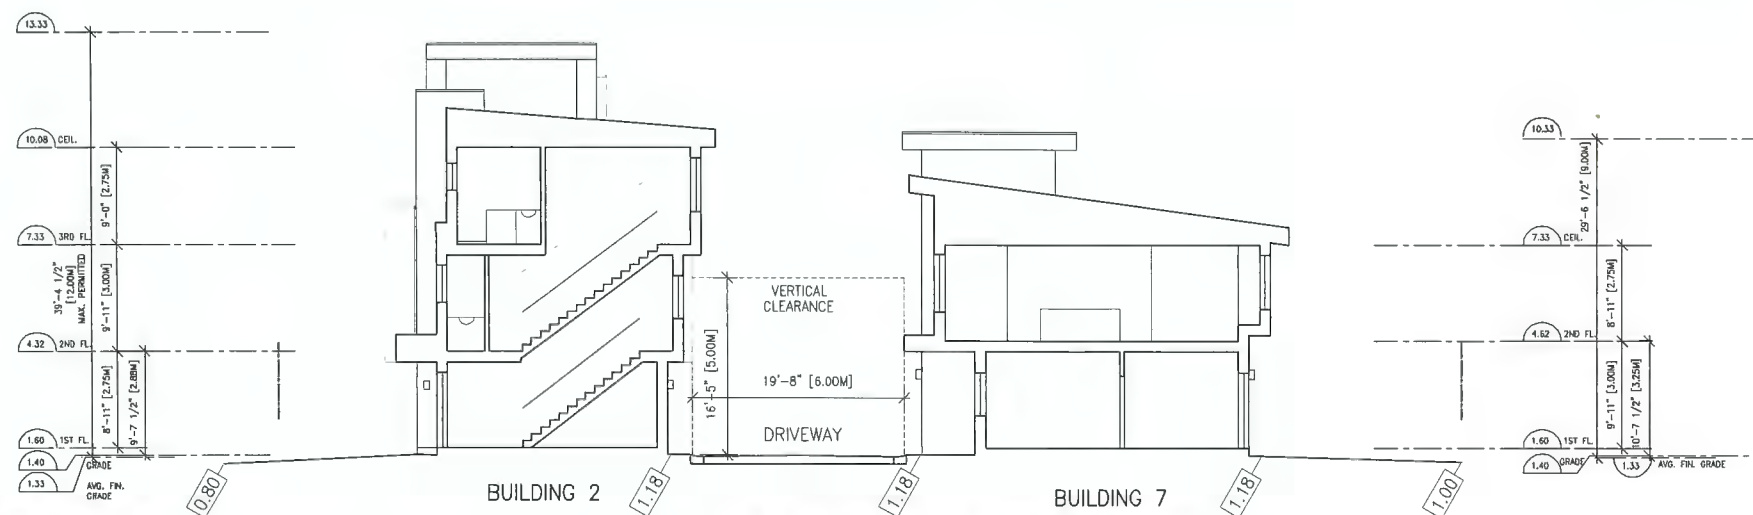 13.33
10.08 CEIL.
9'-0" [2.75M]
7.33 3RD FL.
39'-4 1/2"
[12.00M]
MAX. PERMITTED
9'-11" [3.00M]
4.32 2ND FL.
8'-11" [2.75M]
9'-7 1/2" [2.88M]
1.60 1ST FL.
1.40 GRADE
1.33 AVG. FIN.
GRADE
0.80
BUILDING 2
1.18
VERTICAL
CLEARANCE
16'-5" [5.00M]
19'-8" [6.00M]
DRIVEWAY
1.18
BUILDING 7
1.18
1.00
10.33
29'-6 1/2" [9.00M]
7.33 CEIL.
8'-11" [2.75M]
4.62 2ND FL.
9'-11" [3.00M]
10'-7 1/2" [3.25M]
1.60 1ST FL.
1.40 GRADE
1.33 AVG. FIN. GRADE